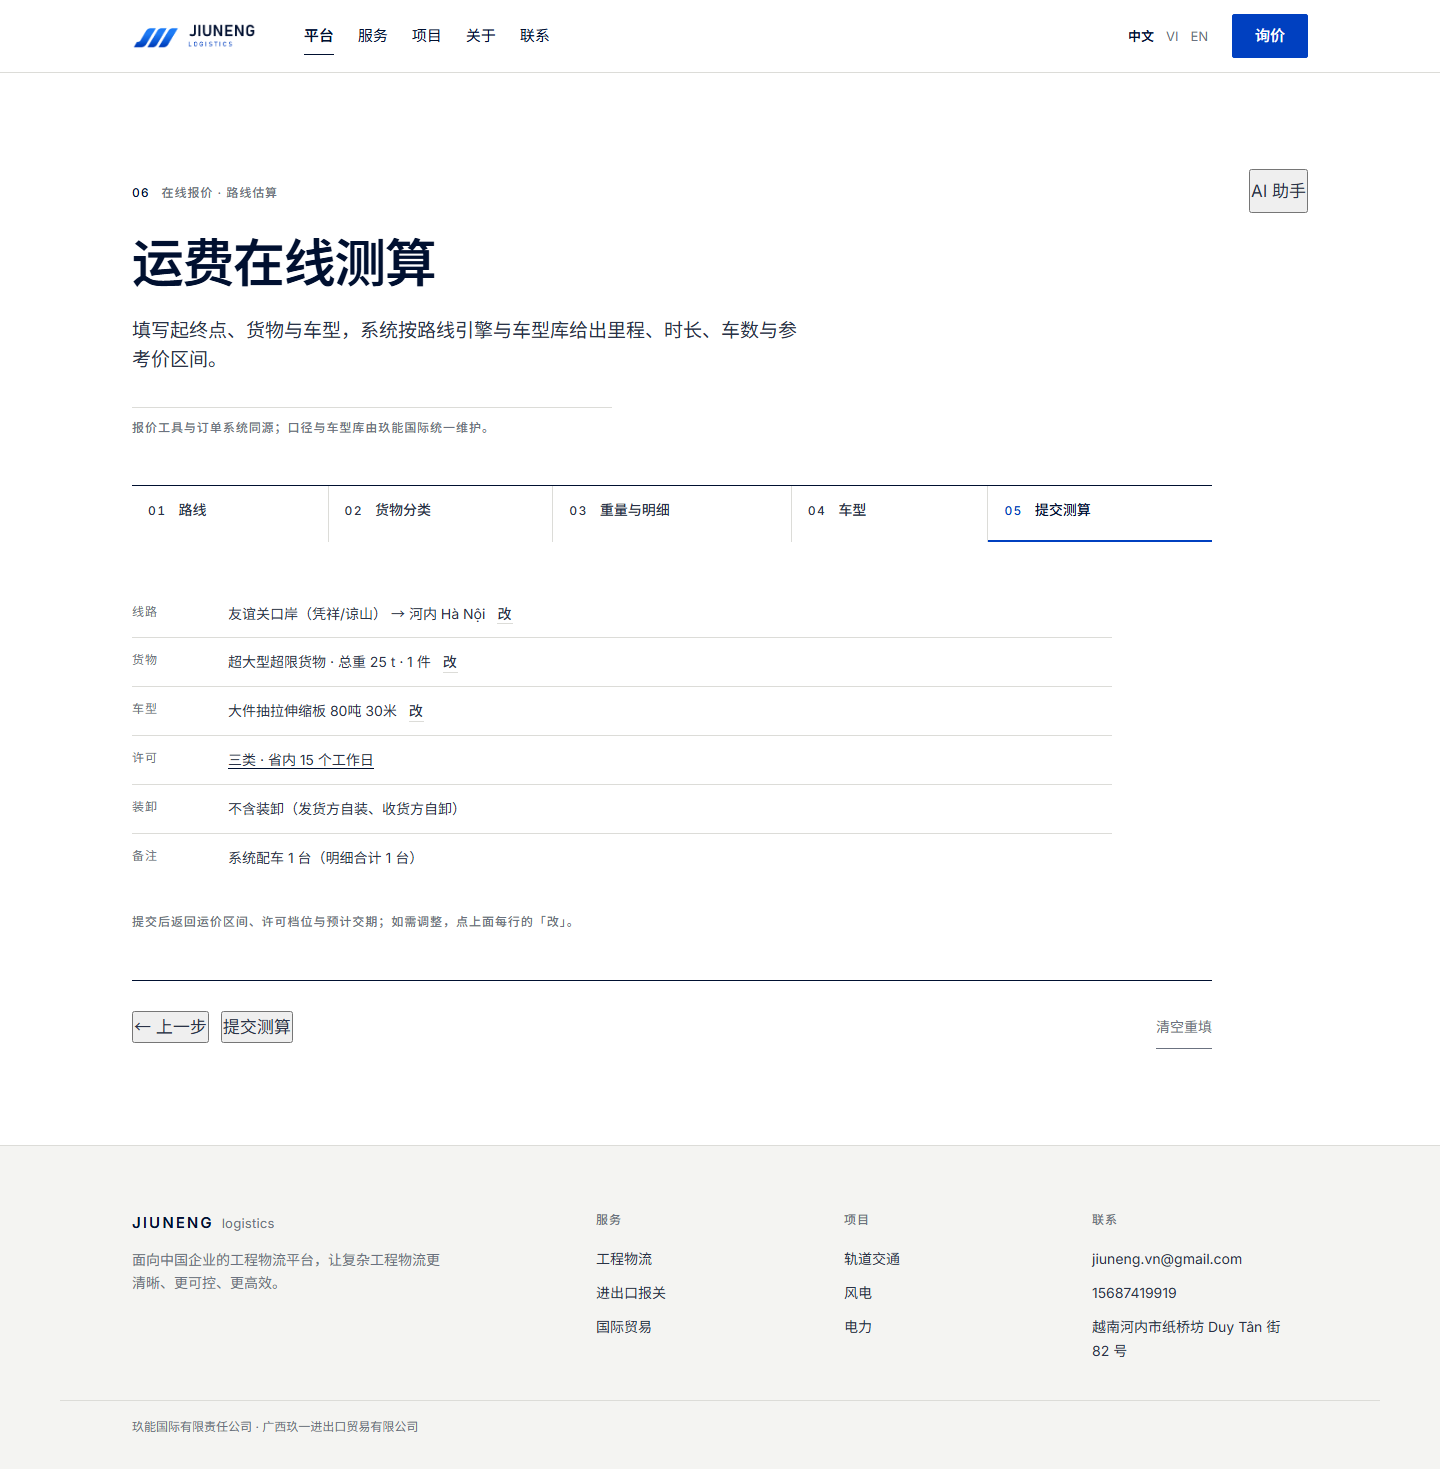 JIUNENG
LOGISTICS
平台 服务 项目 关于 联系
中文 VI EN
询价
06 在线报价 · 路线估算
AI 助手
运费在线测算
填写起终点、货物与车型，系统按路线引擎与车型库给出里程、时长、车数与参
考价区间。
报价工具与订单系统同源；口径与车型库由玖能国际统一维护。
01 路线
02 货物分类
03 重量与明细
04 车型
05 提交测算
线路 友谊关口岸（凭祥/谅山） → 河内 Hà Nội 改
货物 超大型超限货物 · 总重 25 t · 1 件 改
车型 大件抽拉伸缩板 80吨 30米 改
许可 三类 · 省内 15 个工作日
装卸 不含装卸（发货方自装、收货方自卸）
备注 系统配车 1 台（明细合计 1 台）
提交后返回运价区间、许可档位与预计交期；如需调整，点上面每行的「改」。
← 上一步
提交测算
清空重填
JIUNENG logistics
面向中国企业的工程物流平台，让复杂工程物流更
清晰、更可控、更高效。
服务
工程物流
进出口报关
国际贸易
项目
轨道交通
风电
电力
联系
jiuneng.vn@gmail.com
15687419919
越南河内市纸桥坊 Duy Tân 街
82 号
玖能国际有限责任公司 · 广西玖一进出口贸易有限公司